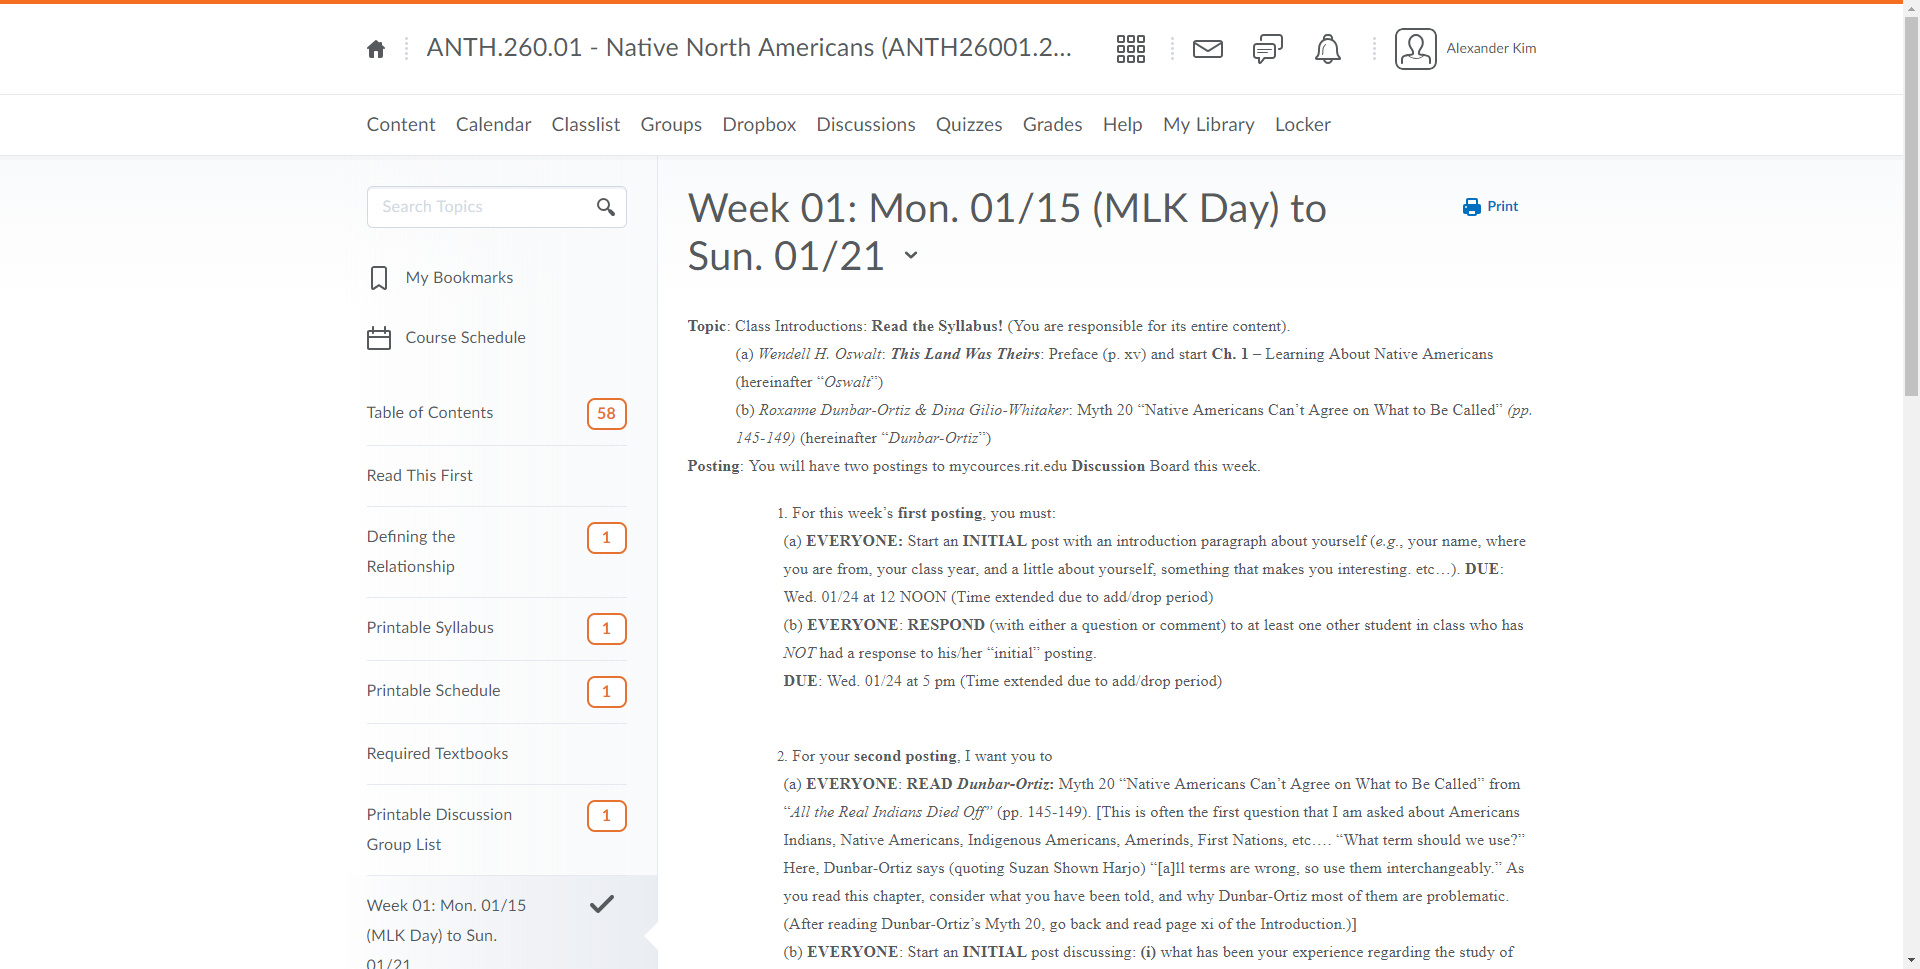 ANTH.260.01 - Native North Americans (ANTH26001.2...
Alexander Kim
Content Calendar Classlist Groups Dropbox Discussions Quizzes Grades Help My Library Locker
Search Topics
My Bookmarks
Course Schedule
Table of Contents 58
Read This First
Defining the 1
Relationship
Printable Syllabus 1
Printable Schedule 1
Required Textbooks
Printable Discussion 1
Group List
Week 01: Mon. 01/15
(MLK Day) to Sun.
01/21
Week 01: Mon. 01/15 (MLK Day) to
Sun. 01/21
Print
Topic: Class Introductions: Read the Syllabus! (You are responsible for its entire content).
(a) Wendell H. Oswalt: This Land Was Theirs: Preface (p. xv) and start Ch. 1 – Learning About Native Americans
(hereinafter “Oswalt”)
(b) Roxanne Dunbar-Ortiz & Dina Gilio-Whitaker: Myth 20 “Native Americans Can’t Agree on What to Be Called” (pp.
145-149) (hereinafter “Dunbar-Ortiz”)
Posting: You will have two postings to mycources.rit.edu Discussion Board this week.
1. For this week’s first posting, you must:
(a) EVERYONE: Start an INITIAL post with an introduction paragraph about yourself (e.g., your name, where
you are from, your class year, and a little about yourself, something that makes you interesting. etc…). DUE:
Wed. 01/24 at 12 NOON (Time extended due to add/drop period)
(b) EVERYONE: RESPOND (with either a question or comment) to at least one other student in class who has
NOT had a response to his/her “initial” posting.
DUE: Wed. 01/24 at 5 pm (Time extended due to add/drop period)
2. For your second posting, I want you to
(a) EVERYONE: READ Dunbar-Ortiz: Myth 20 “Native Americans Can’t Agree on What to Be Called” from
“All the Real Indians Died Off” (pp. 145-149). [This is often the first question that I am asked about Americans
Indians, Native Americans, Indigenous Americans, Amerinds, First Nations, etc…. “What term should we use?”
Here, Dunbar-Ortiz says (quoting Suzan Shown Harjo) “[a]ll terms are wrong, so use them interchangeably.” As
you read this chapter, consider what you have been told, and why Dunbar-Ortiz most of them are problematic.
(After reading Dunbar-Ortiz’s Myth 20, go back and read page xi of the Introduction.)]
(b) EVERYONE: Start an INITIAL post discussing: (i) what has been your experience regarding the study of